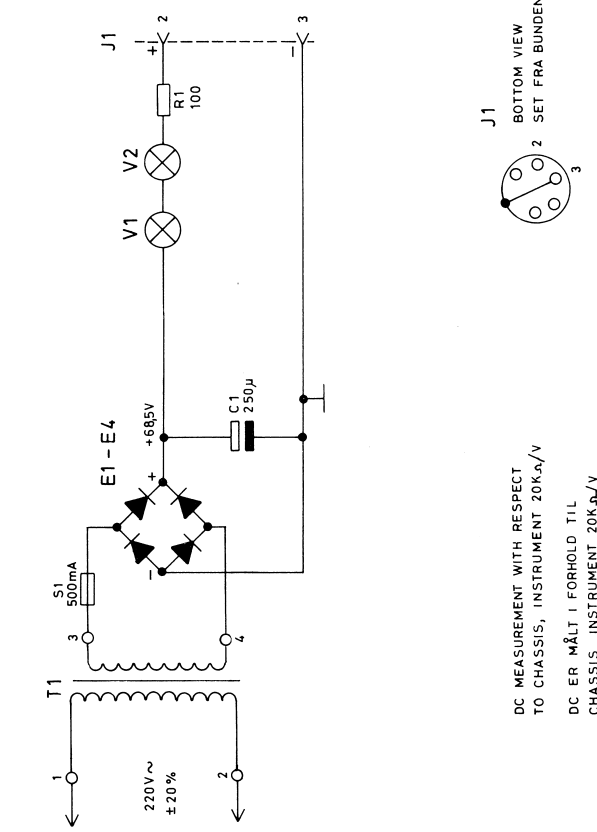 T1
1
2
220V~
±20%
3
4
S1
500mA
E1-E4
+
−
+68,5V
C1
250µ
V1
V2
R1
100
J1
+
−
2
3
J1
2
3
BOTTOM VIEW
SET FRA BUNDEN
DC MEASUREMENT WITH RESPECT
TO CHASSIS, INSTRUMENT 20KΩ/V
DC ER MÅLT I FORHOLD TIL
CHASSIS INSTRUMENT 20KΩ/V